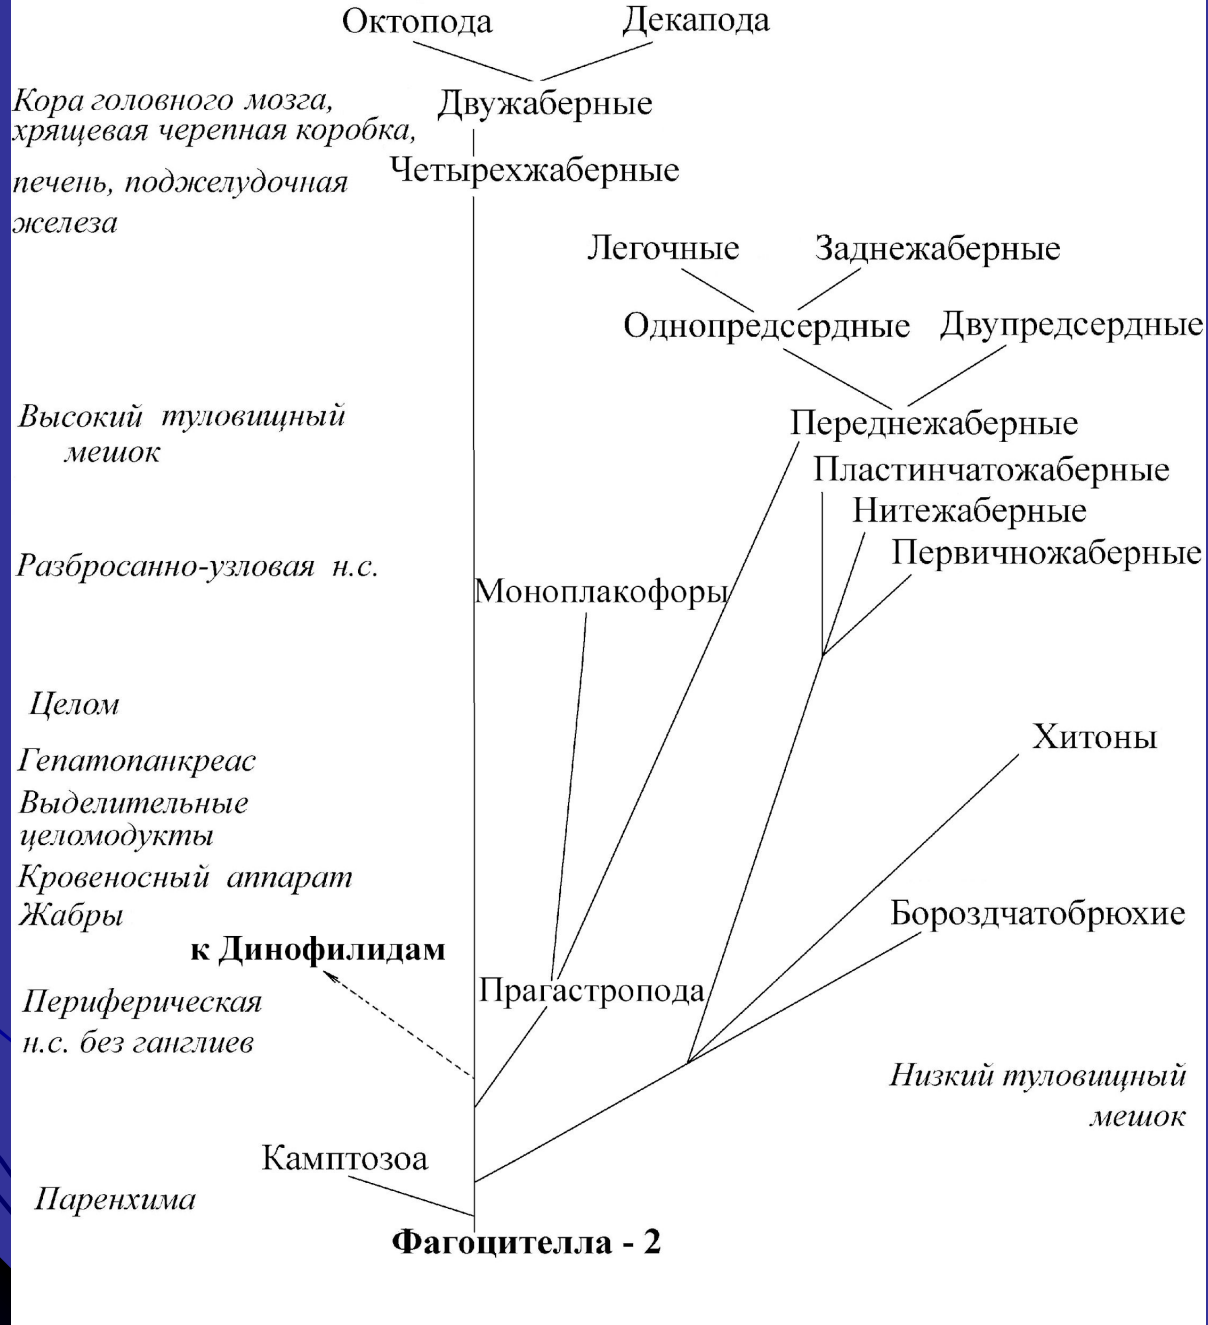 Октопода
Декапода
Кора головного мозга,
хрящевая черепная коробка,
Двужаберные
Четырехжаберные
печень, поджелудочная
железа
Легочные
Заднежаберные
Однопредсердные
Двупредсердные
Высокий туловищный
мешок
Переднежаберные
Пластинчатожаберные
Нитежаберные
Первичножаберные
Разбросанно-узловая н.с.
Моноплакофоры
Целом
Хитоны
Гепатопанкреас
Выделительные
целомодукты
Кровеносный аппарат
Жабры
Бороздчатобрюхие
к Динофилидам
Прагастропода
Периферическая
н.с. без ганглиев
Низкий туловищный
мешок
Камптозоа
Паренхима
Фагоцителла - 2